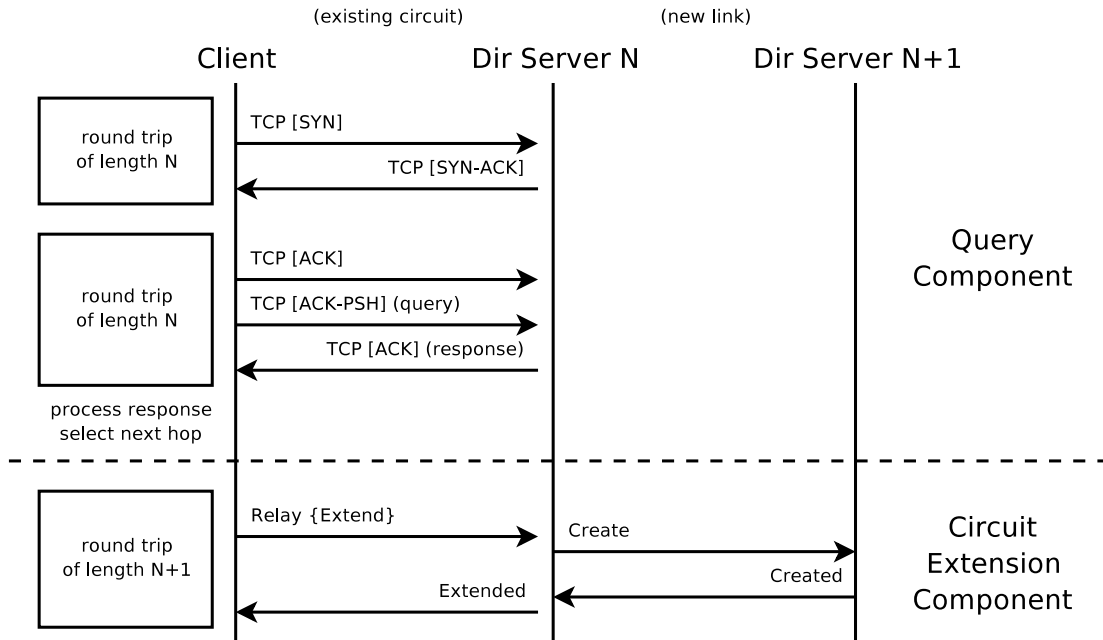 (existing circuit)
(new link)
Client
Dir Server N
Dir Server N+1
round trip
of length N
TCP [SYN]
TCP [SYN-ACK]
round trip
of length N
TCP [ACK]
TCP [ACK-PSH] (query)
TCP [ACK] (response)
Query
Component
process response
select next hop
round trip
of length N+1
Relay {Extend}
Create
Created
Extended
Circuit
Extension
Component